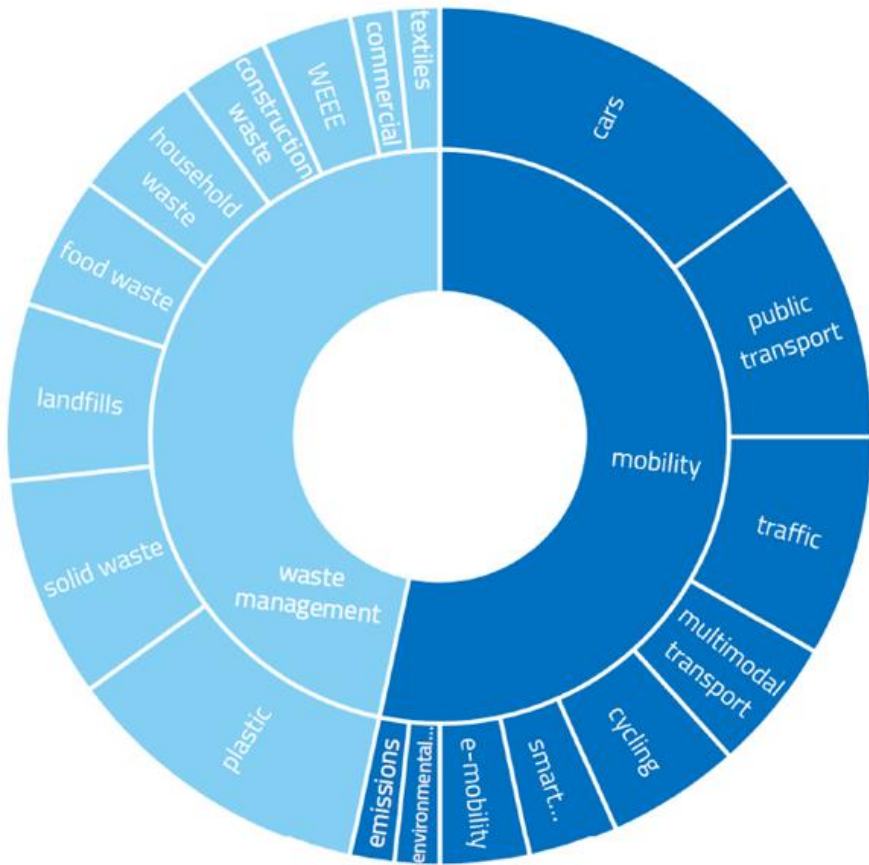 textiles
commercial
WEEE
construction
waste
household
waste
food waste
landfills
solid waste
plastic
waste
management
cars
public
transport
mobility
traffic
multimodal
transport
cycling
smart...
e-mobility
environmental...
emissions